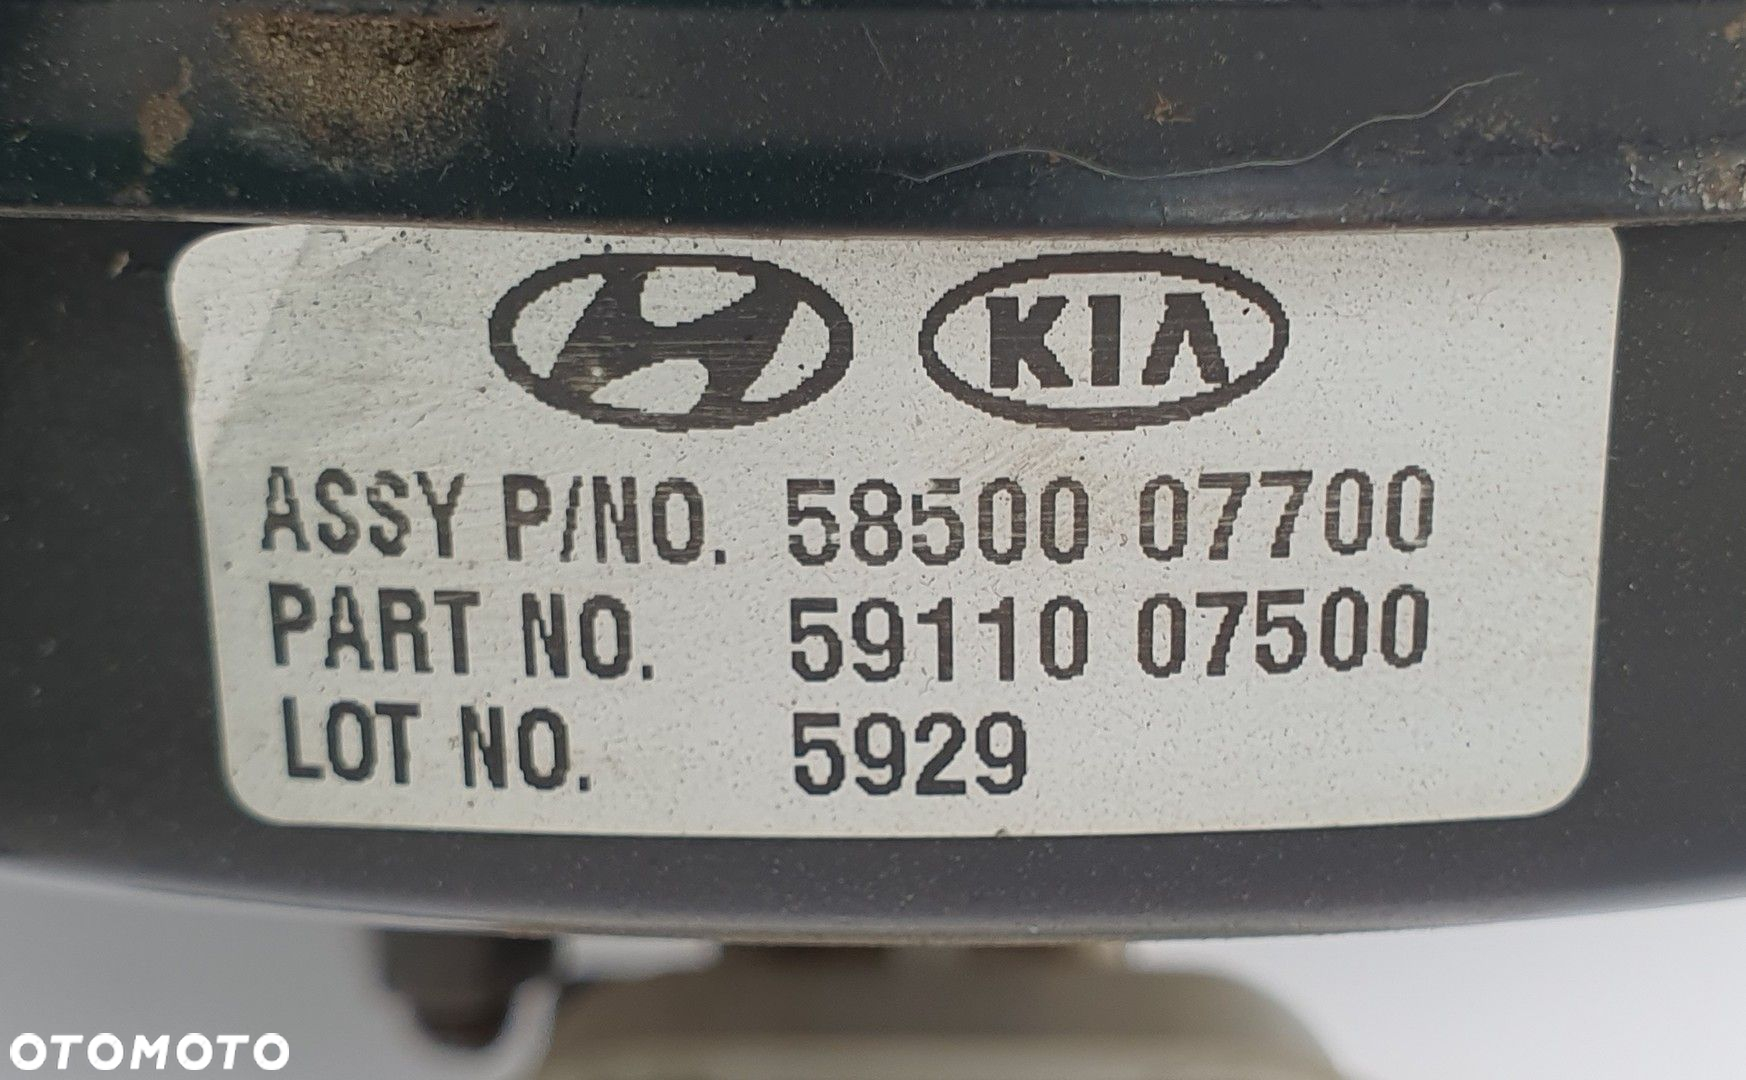 KIA
ASSY P/NO. 58500 07700
PART NO. 59110 07500
LOT NO. 5929
OTOMOTO